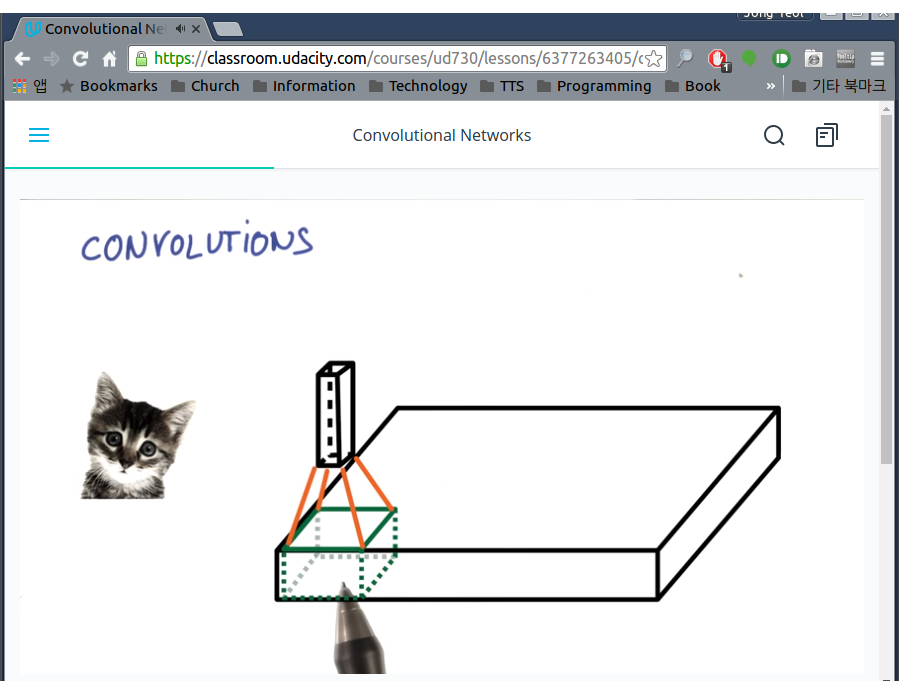 Jong Yeol
Convolutional Ne
https://classroom.udacity.com/courses/ud730/lessons/6377263405/c
1
앱 Bookmarks Church Information Technology TTS Programming Book » 기타 북마크
Convolutional Networks
CONVOLUTIONS